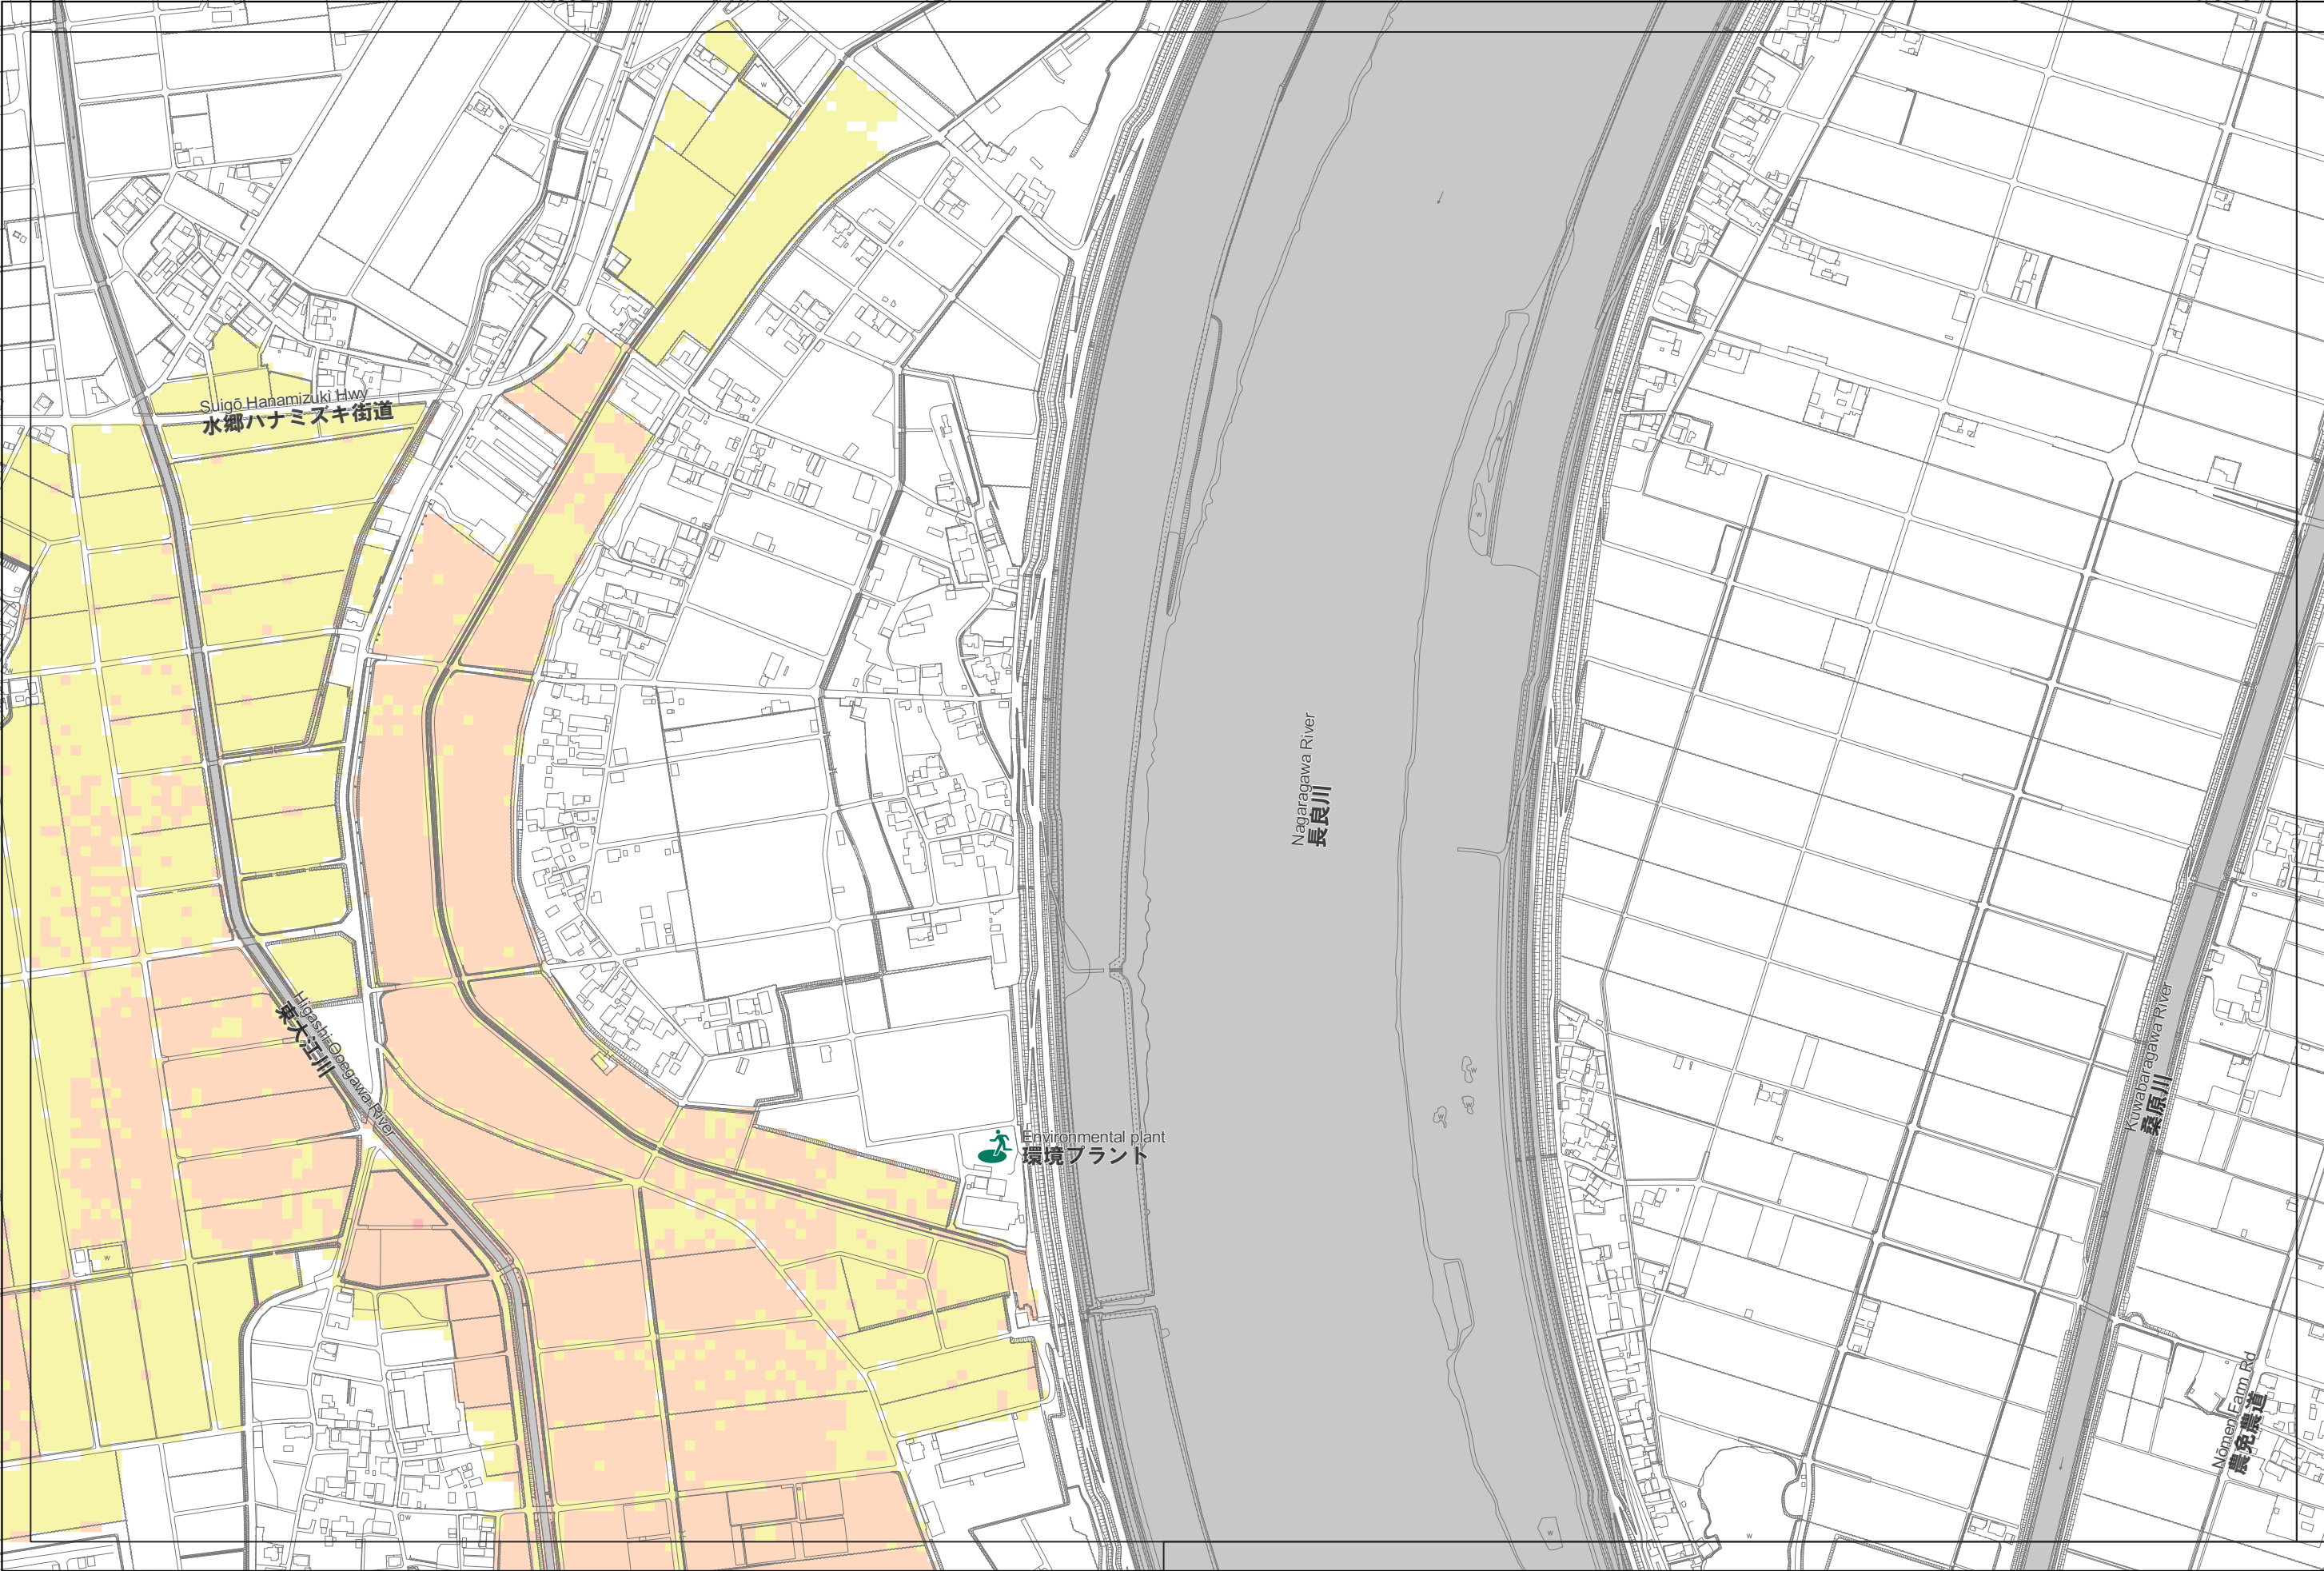 Suigō Hanamizuki Hwy
水郷ハナミズキ街道
Nagaragawa River
長良川
Higashi-Ooegawa River
東大江川
Environmental plant
環境プラント
Kuwabaragawa River
桑原川
Nōmen Farm Rd
農免農道